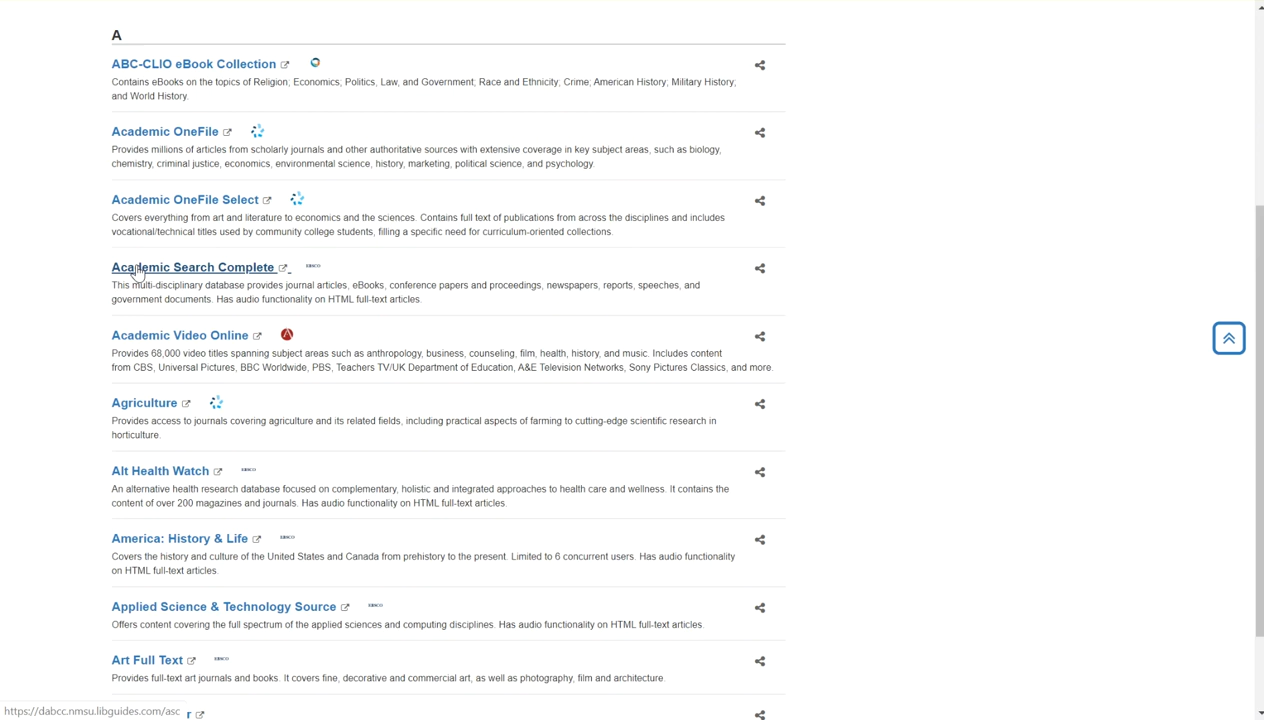 A
ABC-CLIO eBook Collection
Contains eBooks on the topics of Religion; Economics; Politics, Law, and Government; Race and Ethnicity, Crime; American History; Military History;
and World History.
Academic OneFile
Provides millions of articles from scholarly journals and other authoritative sources with extensive coverage in key subject areas, such as biology,
chemistry, criminal justice, economics, environmental science, history, marketing, political science, and psychology.
Academic OneFile Select
Covers everything from art and literature to economics and the sciences. Contains full text of publications from across the disciplines and includes
vocational/technical titles used by community college students, filling a specific need for curriculum-oriented collections.
Academic Search Complete
EBSCO
This multi-disciplinary database provides journal articles, eBooks, conference papers and proceedings, newspapers, reports, speeches, and
government documents. Has audio functionality on HTML full-text articles.
Academic Video Online
Provides 68,000 video titles spanning subject areas such as anthropology, business, counseling, film, health, history, and music. Includes content
from CBS, Universal Pictures, BBC Worldwide, PBS, Teachers TV/UK Department of Education, A&E Television Networks, Sony Pictures Classics, and more.
Agriculture
Provides access to journals covering agriculture and its related fields, including practical aspects of farming to cutting-edge scientific research in
horticulture.
Alt Health Watch
EBSCO
An alternative health research database focused on complementary, holistic and integrated approaches to health care and wellness. It contains the
content of over 200 magazines and journals. Has audio functionality on HTML full-text articles.
America: History & Life
EBSCO
Covers the history and culture of the United States and Canada from prehistory to the present. Limited to 6 concurrent users. Has audio functionality
on HTML full-text articles.
Applied Science & Technology Source
EBSCO
Offers content covering the full spectrum of the applied sciences and computing disciplines. Has audio functionality on HTML full-text articles.
Art Full Text
EBSCO
Provides full-text art journals and books. It covers fine, decorative and commercial art, as well as photography, film and architecture.
https://dabcc.nmsu.libguides.com/asc
r